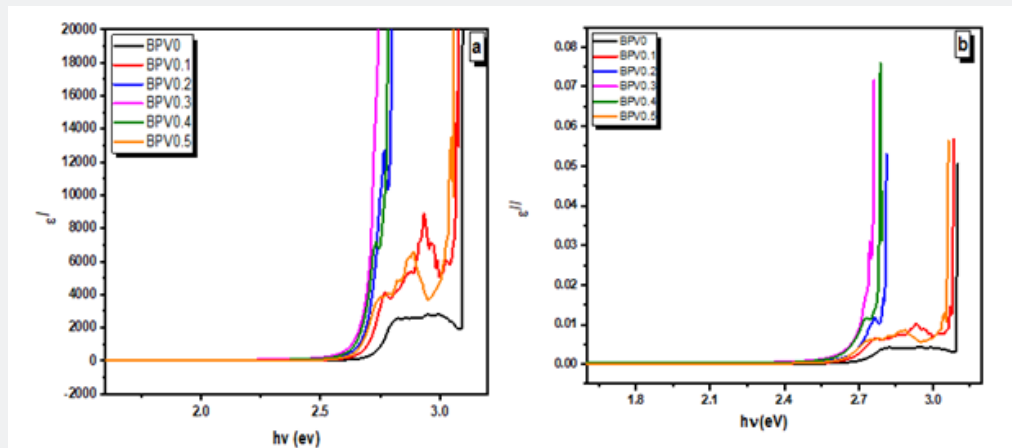 20000
18000
16000
14000
12000
10000
8000
6000
4000
2000
0
-2000
ε/
BPV0
BPV0.1
BPV0.2
BPV0.3
BPV0.4
BPV0.5
a
2.0 2.5 3.0
hν (ev)
0.08
0.07
0.06
0.05
0.04
0.03
0.02
0.01
0.00
ε//
BPV0
BPV0.1
BPV0.2
BPV0.3
BPV0.4
BPV0.5
b
1.8 2.1 2.4 2.7 3.0
hν(eV)